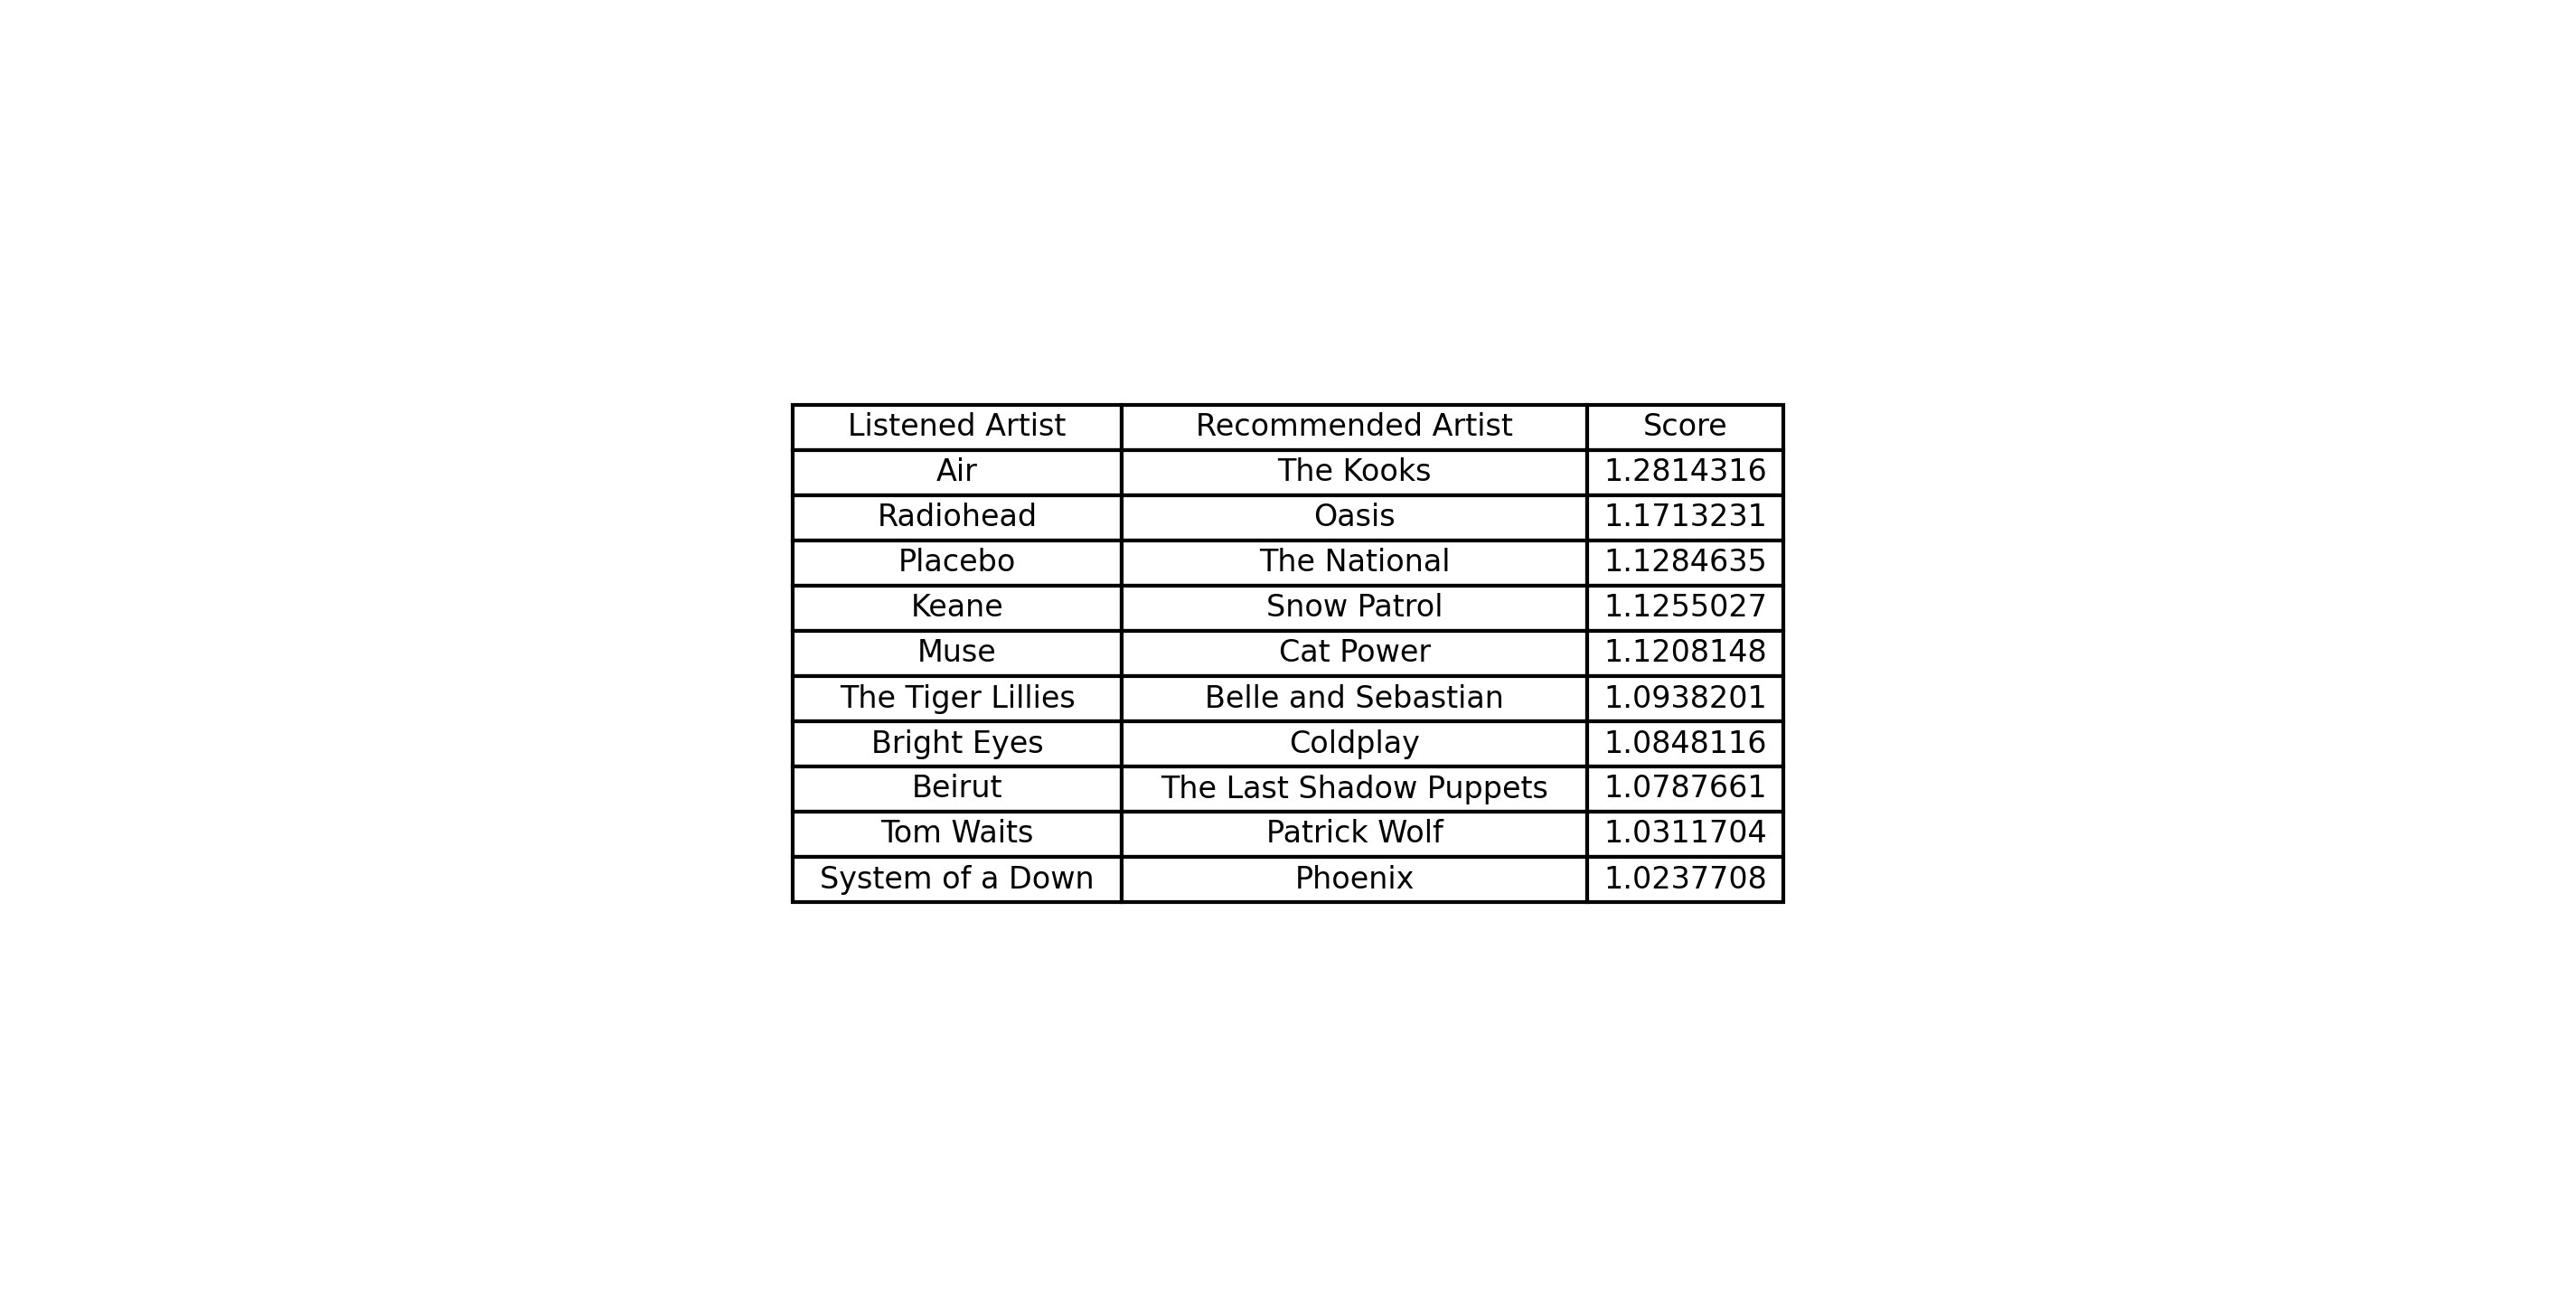 Listened Artist Recommended Artist Score
Air The Kooks 1.2814316
Radiohead Oasis 1.1713231
Placebo The National 1.1284635
Keane Snow Patrol 1.1255027
Muse Cat Power 1.1208148
The Tiger Lillies Belle and Sebastian 1.0938201
Bright Eyes Coldplay 1.0848116
Beirut The Last Shadow Puppets 1.0787661
Tom Waits Patrick Wolf 1.0311704
System of a Down Phoenix 1.0237708